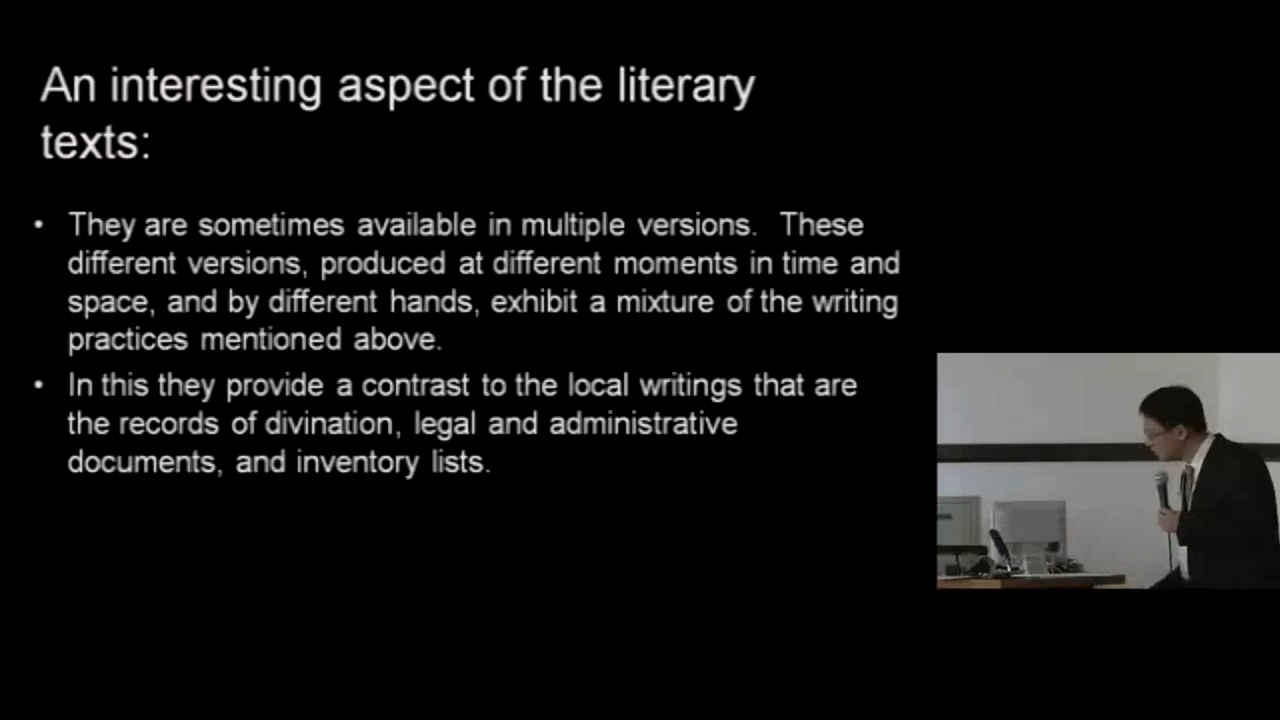 An interesting aspect of the literary
texts:
• They are sometimes available in multiple versions.  These
different versions, produced at different moments in time and
space, and by different hands, exhibit a mixture of the writing
practices mentioned above.
• In this they provide a contrast to the local writings that are
the records of divination, legal and administrative
documents, and inventory lists.